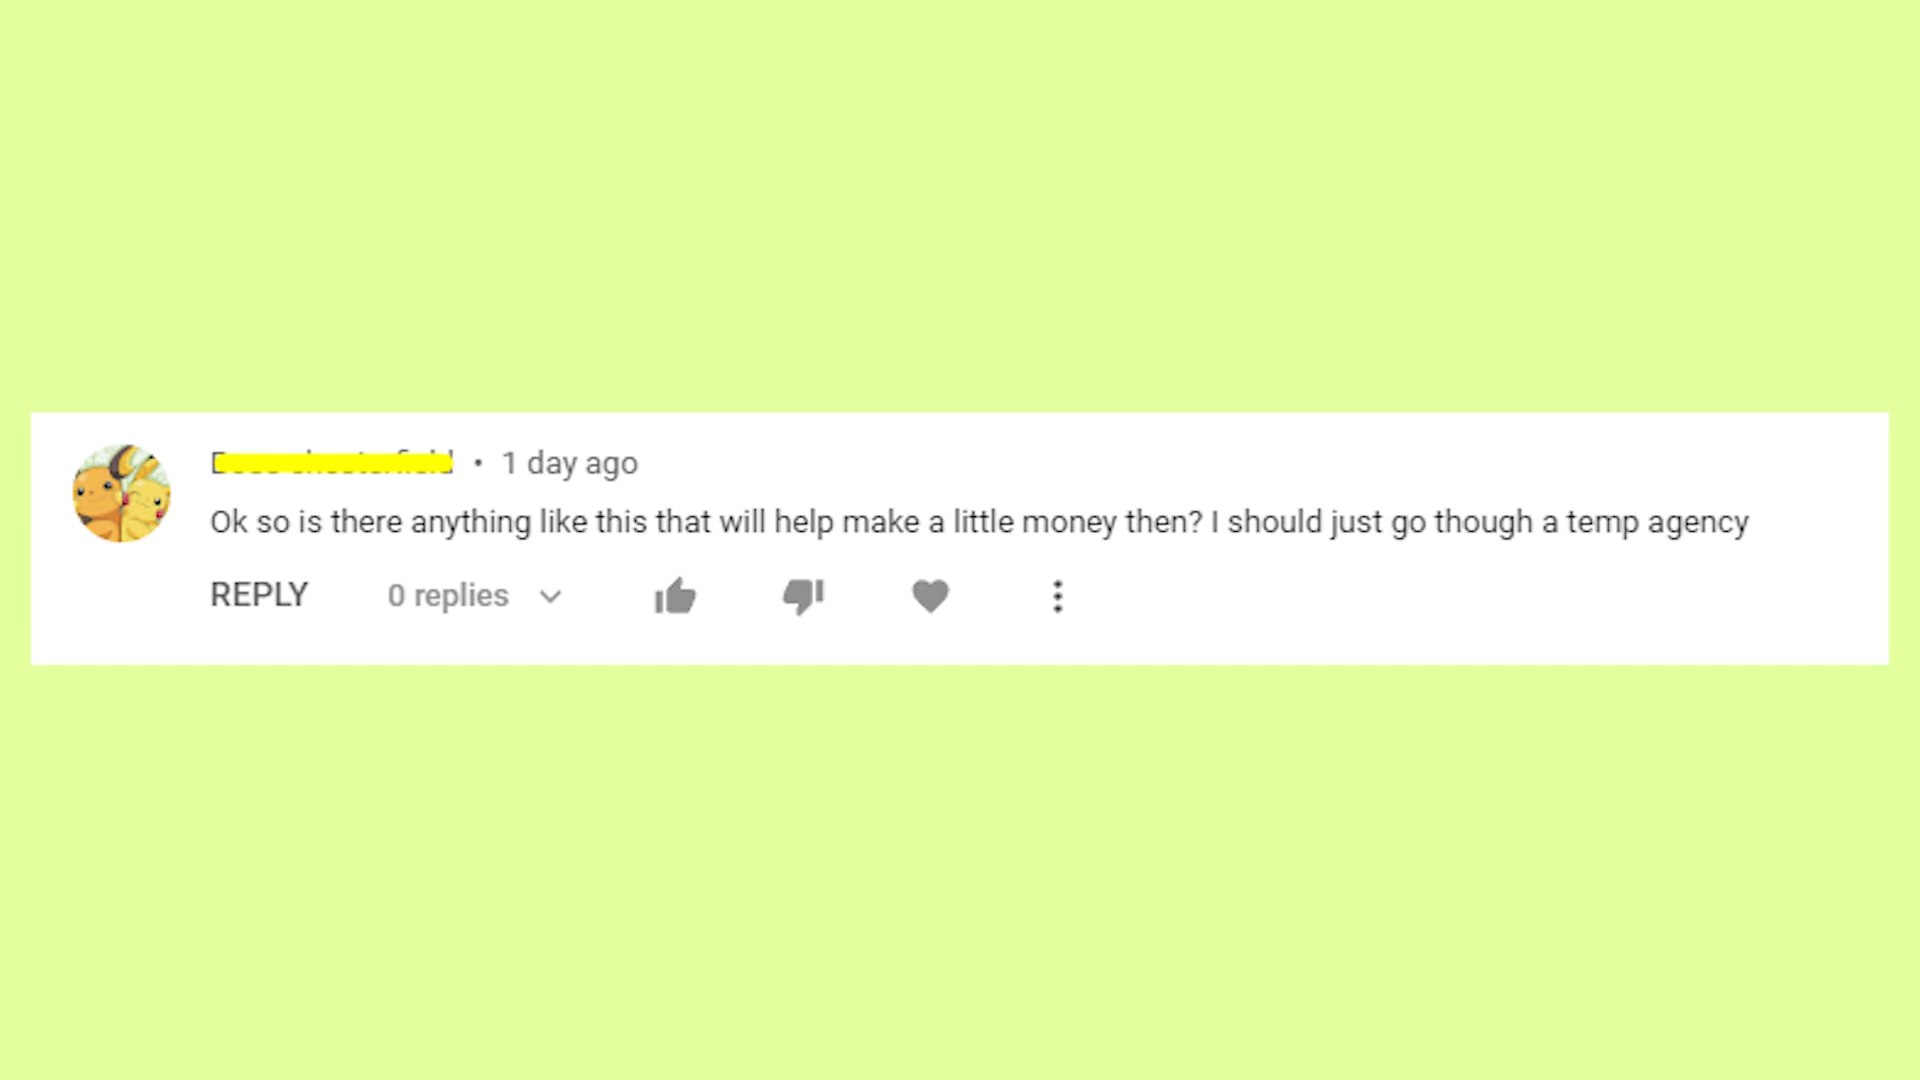 • 1 day ago
Ok so is there anything like this that will help make a little money then? I should just go though a temp agency
REPLY 0 replies